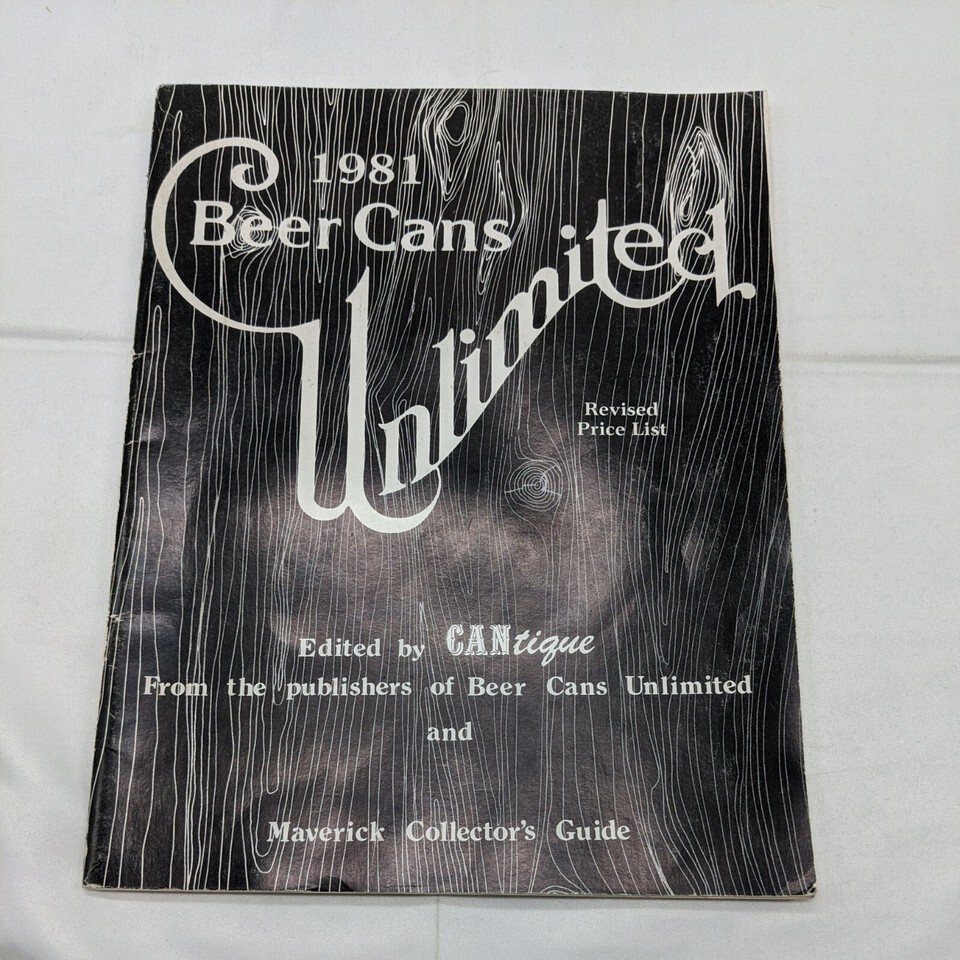 1981
Beer Cans
Unlimited
Revised
Price List
Edited by CANtique
From the publishers of Beer Cans Unlimited
and
Maverick Collector's Guide